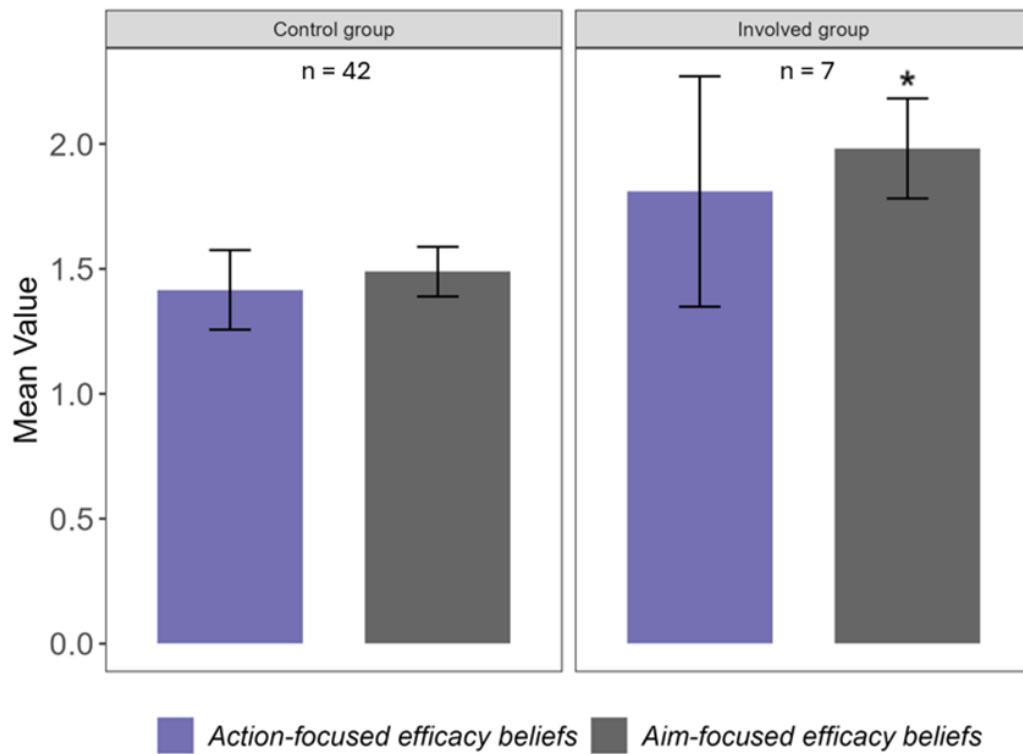 Control group
Involved group
n = 42
n = 7
*
2.0
1.5
1.0
0.5
0.0
Mean Value
Action-focused efficacy beliefs
Aim-focused efficacy beliefs